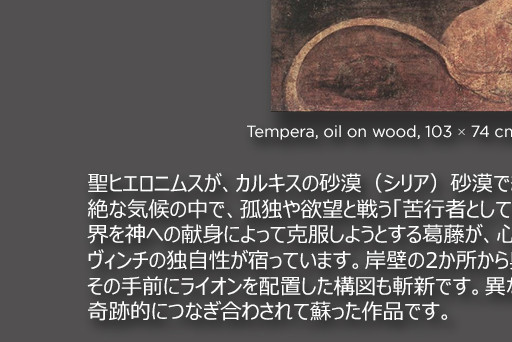 Tempera, oil on wood, 103 × 74 cm
聖ヒエロニムスが、カルキスの砂漠（シリア）砂漠で
絶な気候の中で、孤独や欲望と戦う「苦行者として
界を神への献身によって克服しようとする葛藤が、心
ヴィンチの独自性が宿っています。岸壁の2か所から
その手前にライオンを配置した構図も斬新です。異
奇跡的につなぎ合わされて蘇った作品です。